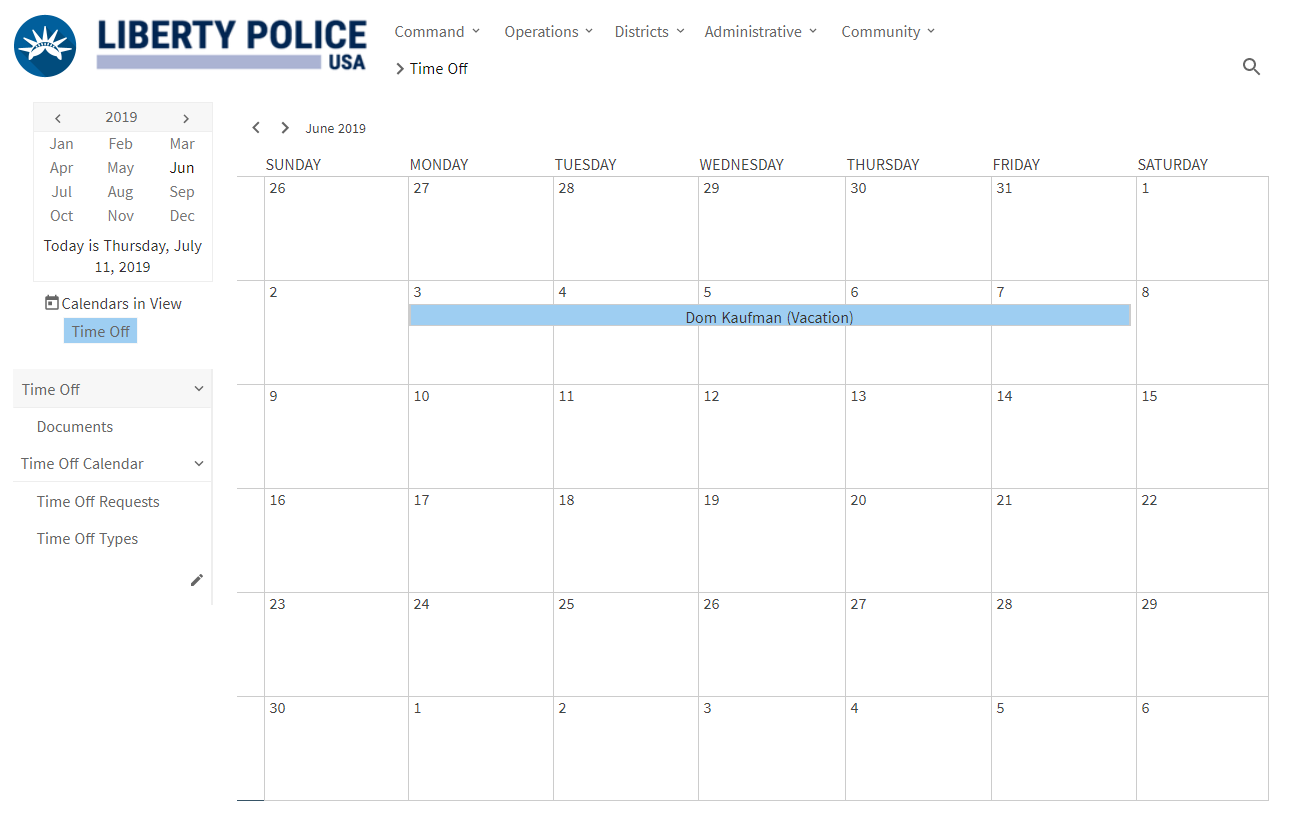 LIBERTY POLICE
USA
Command Operations Districts Administrative Community
Time Off
2019
Jan Feb Mar
Apr May Jun
Jul Aug Sep
Oct Nov Dec
Today is Thursday, July
11, 2019
Calendars in View
Time Off
Time Off
Documents
Time Off Calendar
Time Off Requests
Time Off Types
June 2019
SUNDAY MONDAY TUESDAY WEDNESDAY THURSDAY FRIDAY SATURDAY
26 27 28 29 30 31 1
2 3 4 5 6 7 8
Dom Kaufman (Vacation)
9 10 11 12 13 14 15
16 17 18 19 20 21 22
23 24 25 26 27 28 29
30 1 2 3 4 5 6